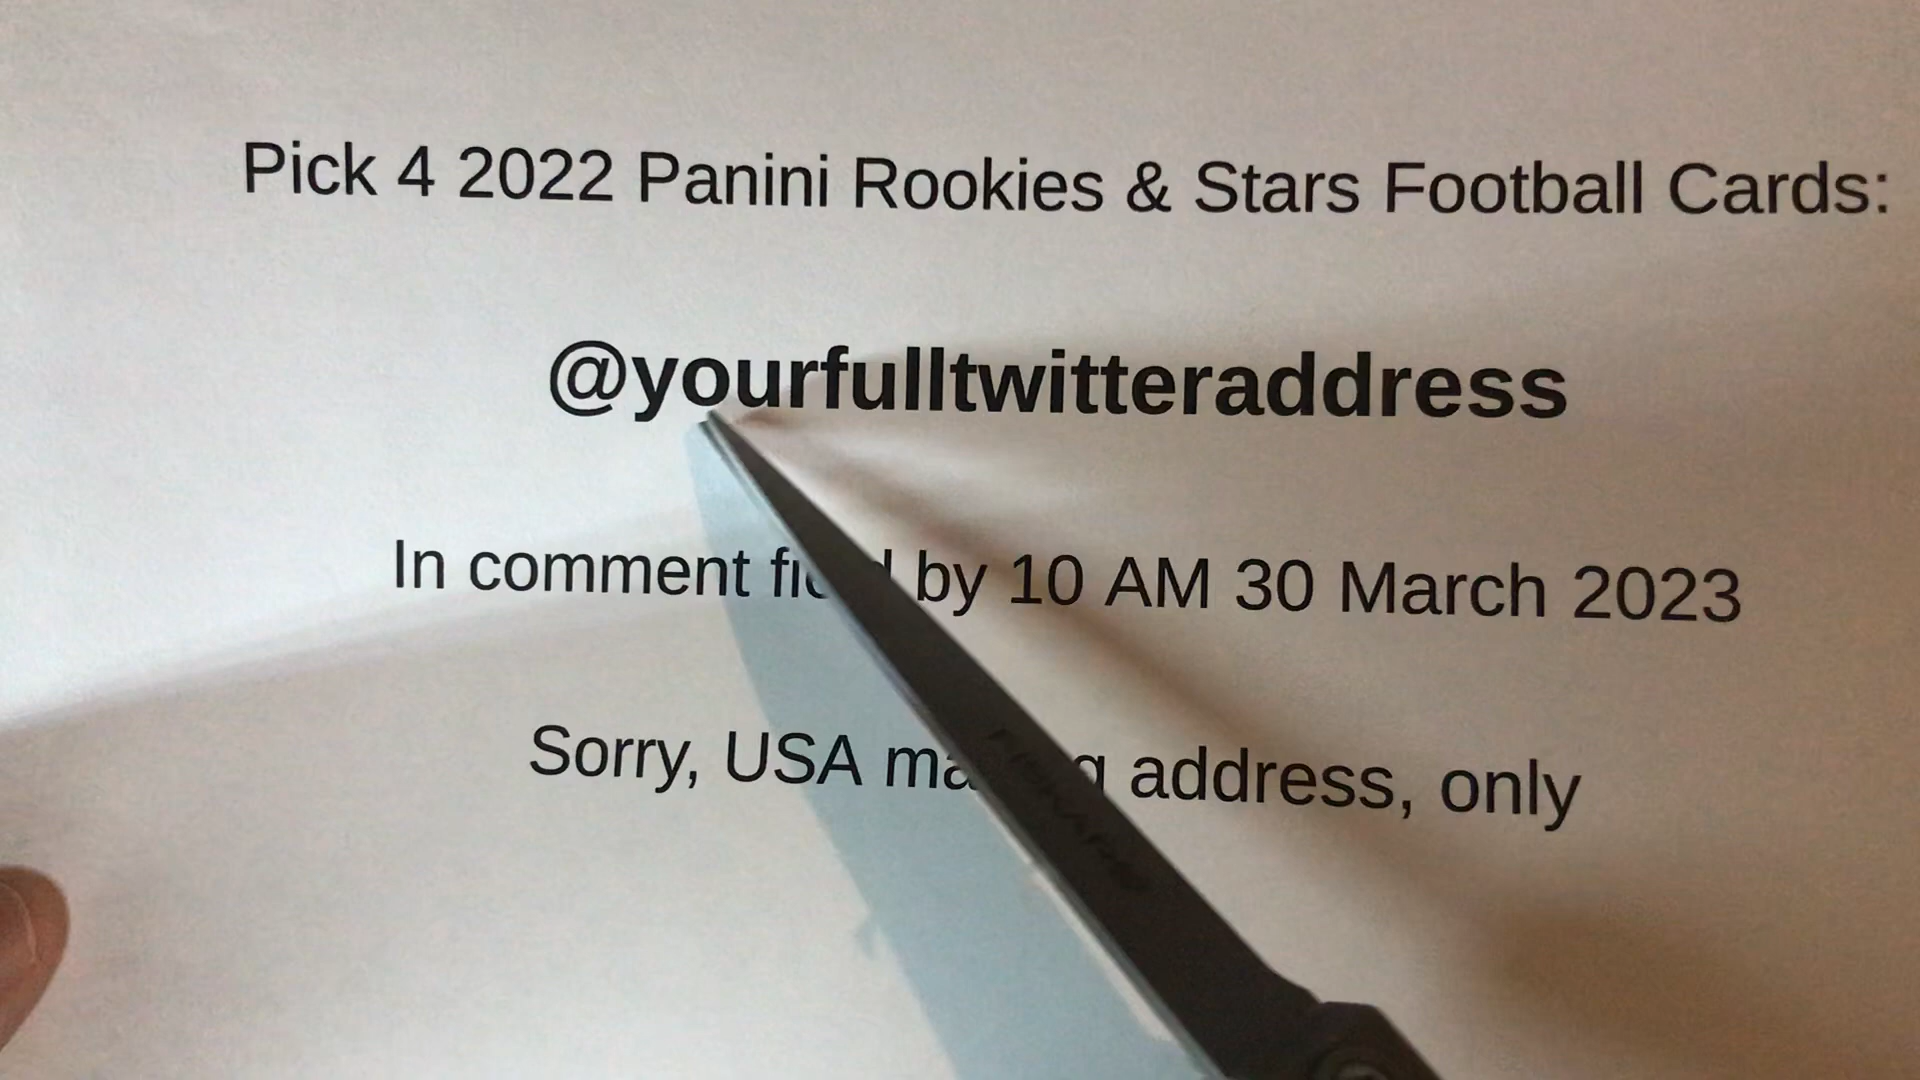 Pick 4 2022 Panini Rookies & Stars Football Cards:
@yourfulltwitteraddress
In comment by 10 AM 30 March 2023
Sorry, USA address, only